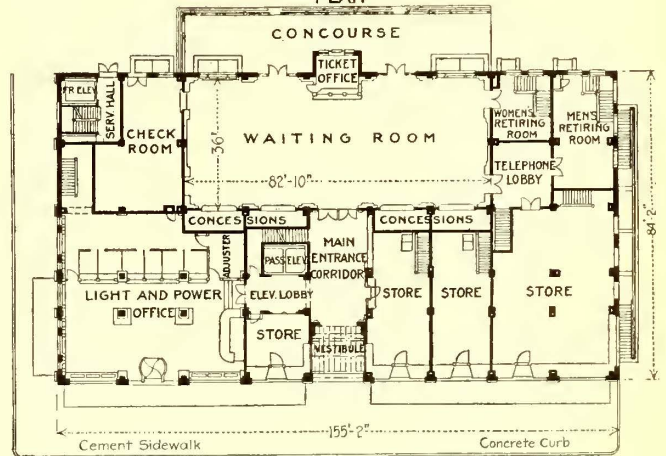 PLAN
CONCOURSE
TICKET
OFFICE
FR ELEV.
SERV. HALL
CHECK
ROOM
36'
WAITING ROOM
WOMEN'S
RETIRING
ROOM
MEN'S
RETIRING
ROOM
TELEPHONE
LOBBY
82'-10"
84'-2"
CONCESSIONS
CONCESSIONS
MAIN
ENTRANCE
CORRIDOR
ADJUSTER
PASS. ELEV.
LIGHT AND POWER
OFFICE
ELEV. LOBBY
STORE
STORE
STORE
STORE
VESTIBULE
155'-2"
Cement Sidewalk
Concrete Curb